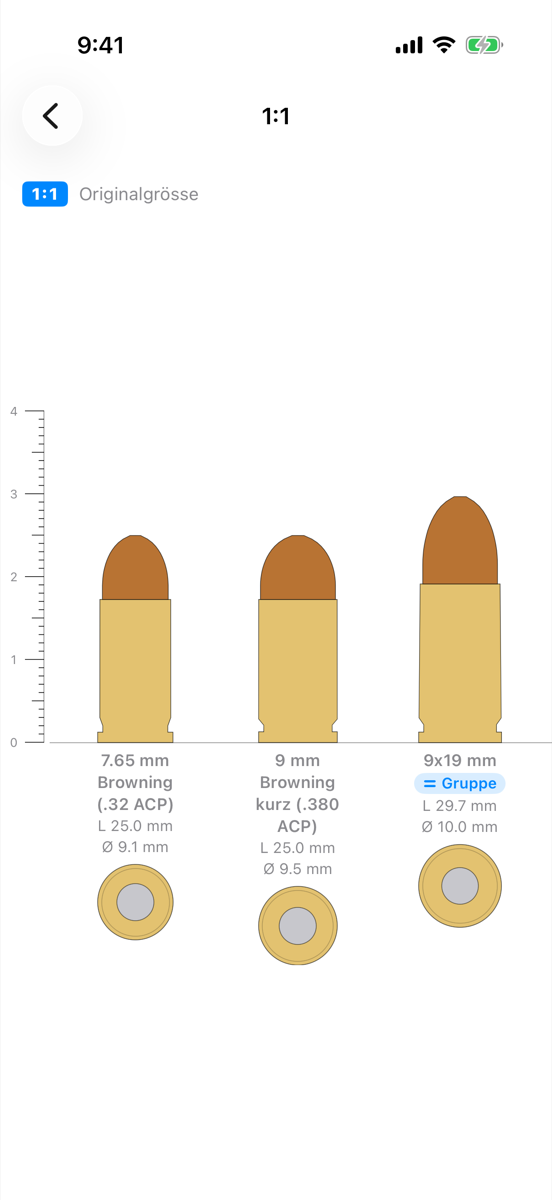 9:41
1:1
1:1 Originalgrösse
4
3
2
1
0
7.65 mm
Browning
(.32 ACP)
L 25.0 mm
Ø 9.1 mm
9 mm
Browning
kurz (.380
ACP)
L 25.0 mm
Ø 9.5 mm
9x19 mm
= Gruppe
L 29.7 mm
Ø 10.0 mm